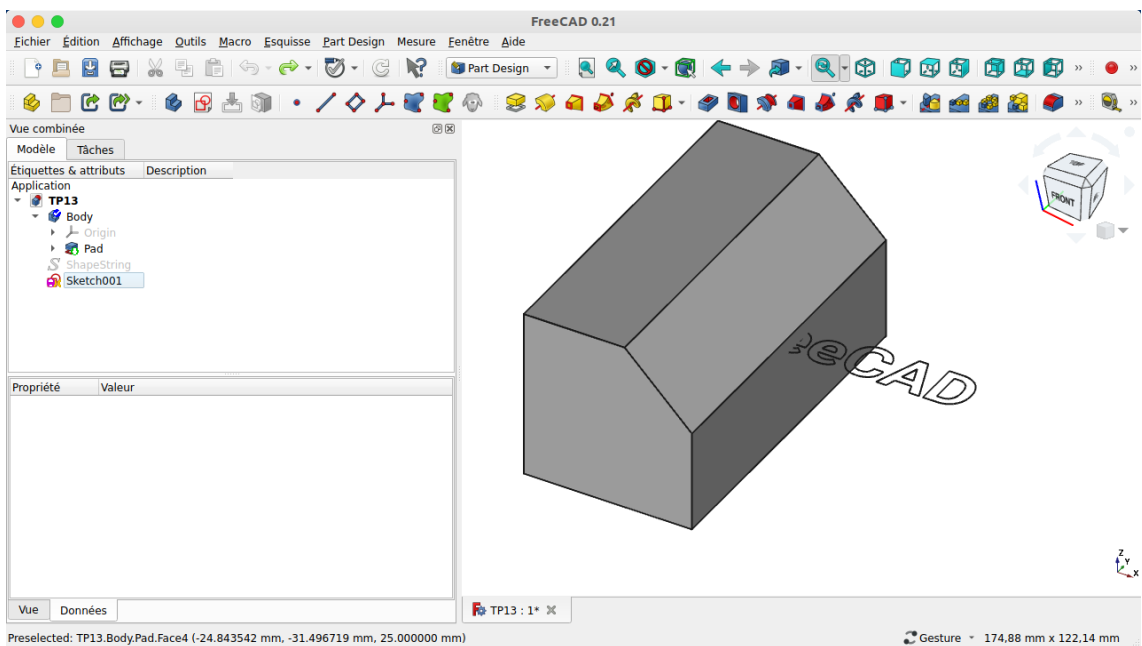 FreeCAD 0.21
Fichier Édition Affichage Outils Macro Esquisse Part Design Mesure Fenêtre Aide
Part Design
Vue combinée
Modèle Tâches
Étiquettes & attributs Description
Application
TP13
Body
Origin
Pad
ShapeString
Sketch001
Propriété Valeur
Vue Données
TOP
FRONT
eeCAD
Z
Y
X
TP13 : 1*
Preselected: TP13.Body.Pad.Face4 (-24.843542 mm, -31.496719 mm, 25.000000 mm)
Gesture 174,88 mm x 122,14 mm